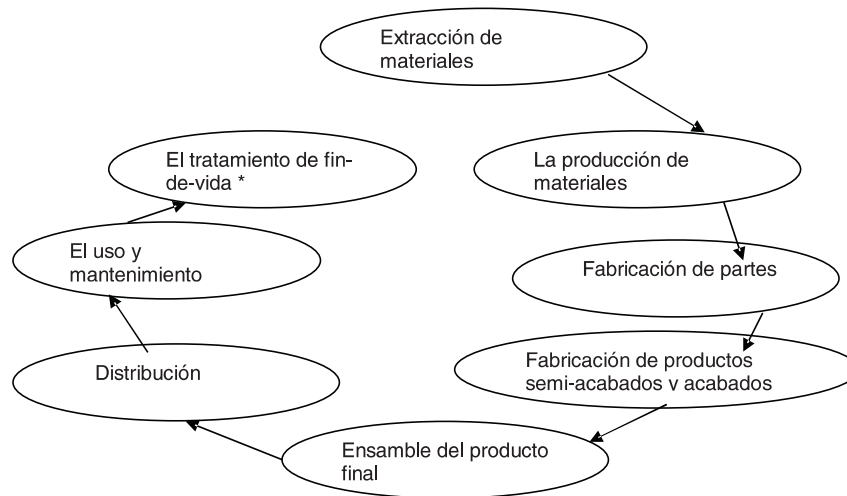 Extracción de
materiales
La producción de
materiales
Fabricación de partes
Fabricación de productos
semi-acabados v acabados
Ensamble del producto
final
Distribución
El uso y
mantenimiento
El tratamiento de fin-
de-vida *